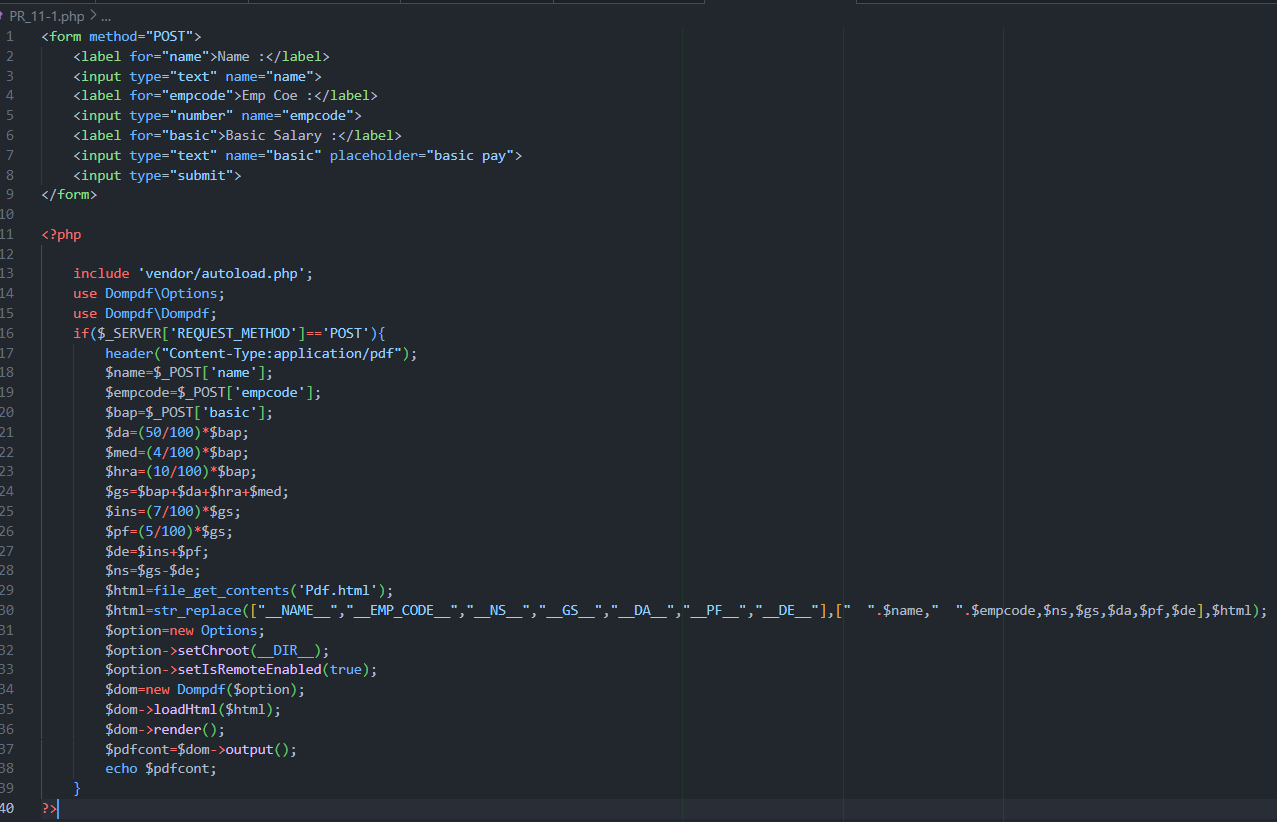 PR_11-1.php > ...
1 <form method="POST">
2     <label for="name">Name :</label>
3     <input type="text" name="name">
4     <label for="empcode">Emp Coe :</label>
5     <input type="number" name="empcode">
6     <label for="basic">Basic Salary :</label>
7     <input type="text" name="basic" placeholder="basic pay">
8     <input type="submit">
9 </form>
10
11 <?php
12
13     include 'vendor/autoload.php';
14     use Dompdf\Options;
15     use Dompdf\Dompdf;
16     if($_SERVER['REQUEST_METHOD']=='POST'){
17         header("Content-Type:application/pdf");
18         $name=$_POST['name'];
19         $empcode=$_POST['empcode'];
20         $bap=$_POST['basic'];
21         $da=(50/100)*$bap;
22         $med=(4/100)*$bap;
23         $hra=(10/100)*$bap;
24         $gs=$bap+$da+$hra+$med;
25         $ins=(7/100)*$gs;
26         $pf=(5/100)*$gs;
27         $de=$ins+$pf;
28         $ns=$gs-$de;
29         $html=file_get_contents('Pdf.html');
30         $html=str_replace(["__NAME__","__EMP_CODE__","__NS__","__GS__","__DA__","__PF__","__DE__"],["  ".$name,"  ".$empcode,$ns,$gs,$da,$pf,$de],$html);
31         $option=new Options;
32         $option->setChroot(__DIR__);
33         $option->setIsRemoteEnabled(true);
34         $dom=new Dompdf($option);
35         $dom->loadHtml($html);
36         $dom->render();
37         $pdfcont=$dom->output();
38         echo $pdfcont;
39     }
40 ?>